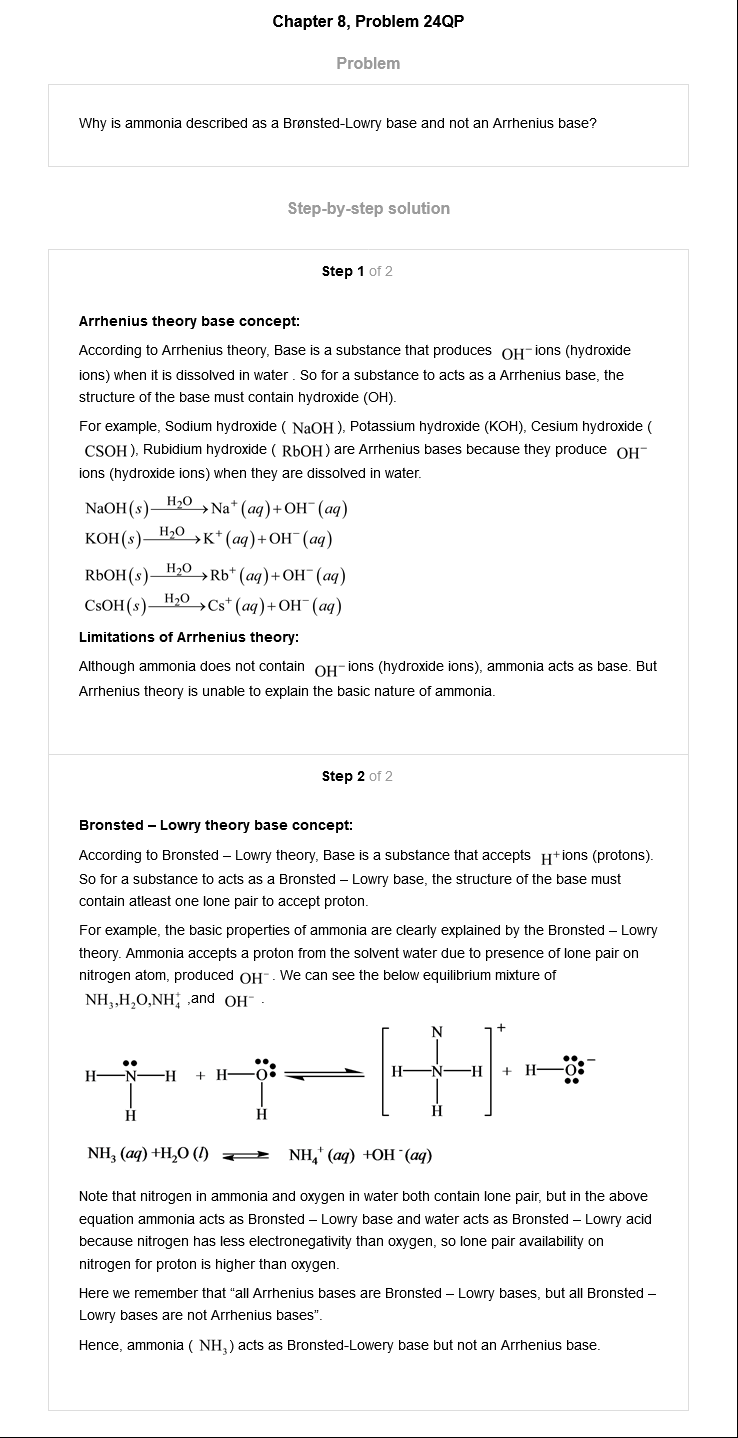 Chapter 8, Problem 24QP
Problem
Why is ammonia described as a Brønsted-Lowry base and not an Arrhenius base?
Step-by-step solution
Step 1 of 2
Arrhenius theory base concept:
According to Arrhenius theory, Base is a substance that produces OH⁻ ions (hydroxide
ions) when it is dissolved in water . So for a substance to acts as a Arrhenius base, the
structure of the base must contain hydroxide (OH).
For example, Sodium hydroxide ( NaOH ), Potassium hydroxide (KOH), Cesium hydroxide (
CSOH ), Rubidium hydroxide ( RbOH ) are Arrhenius bases because they produce OH⁻
ions (hydroxide ions) when they are dissolved in water.
NaOH(s) —H₂O→ Na⁺(aq)+OH⁻(aq)
KOH(s) —H₂O→ K⁺(aq)+OH⁻(aq)
RbOH(s) —H₂O→ Rb⁺(aq)+OH⁻(aq)
CsOH(s) —H₂O→ Cs⁺(aq)+OH⁻(aq)
Limitations of Arrhenius theory:
Although ammonia does not contain OH⁻ ions (hydroxide ions), ammonia acts as base. But
Arrhenius theory is unable to explain the basic nature of ammonia.
Step 2 of 2
Bronsted – Lowry theory base concept:
According to Bronsted – Lowry theory, Base is a substance that accepts H⁺ ions (protons).
So for a substance to acts as a Bronsted – Lowry base, the structure of the base must
contain atleast one lone pair to accept proton.
For example, the basic properties of ammonia are clearly explained by the Bronsted – Lowry
theory. Ammonia accepts a proton from the solvent water due to presence of lone pair on
nitrogen atom, produced OH⁻ . We can see the below equilibrium mixture of
NH₃,H₂O,NH₄⁺ ,and OH⁻ .
N +
H—N—H + H—O ⇌ H—N—H + H—O −
H H H
NH₃ (aq) +H₂O (l) ⇌ NH₄⁺ (aq) +OH⁻(aq)
Note that nitrogen in ammonia and oxygen in water both contain lone pair, but in the above
equation ammonia acts as Bronsted – Lowry base and water acts as Bronsted – Lowry acid
because nitrogen has less electronegativity than oxygen, so lone pair availability on
nitrogen for proton is higher than oxygen.
Here we remember that “all Arrhenius bases are Bronsted – Lowry bases, but all Bronsted –
Lowry bases are not Arrhenius bases”.
Hence, ammonia ( NH₃) acts as Bronsted-Lowery base but not an Arrhenius base.